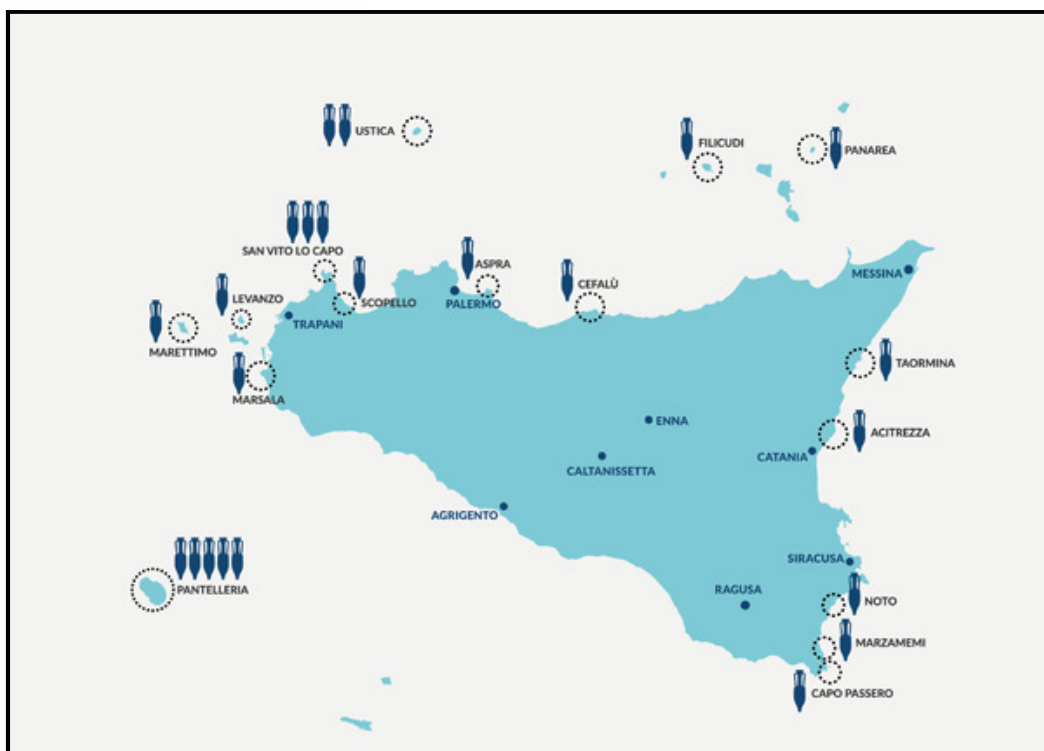 USTICA
FILICUDI
PANAREA
SAN VITO LO CAPO
ASPRA
MESSINA
CEFALÙ
LEVANZO
SCOPELLO
PALERMO
TRAPANI
MARETTIMO
TAORMINA
MARSALA
ENNA
ACITREZZA
CATANIA
CALTANISSETTA
AGRIGENTO
SIRACUSA
PANTELLERIA
RAGUSA
NOTO
MARZAMEMI
CAPO PASSERO